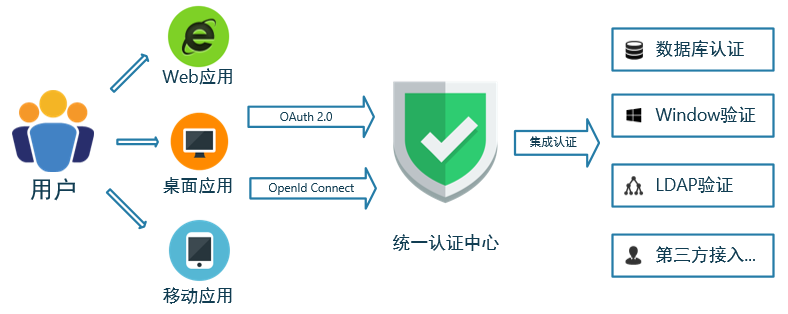 用户
Web应用
桌面应用
移动应用
OAuth 2.0
OpenId Connect
统一认证中心
集成认证
数据库认证
Window验证
LDAP验证
第三方接入...